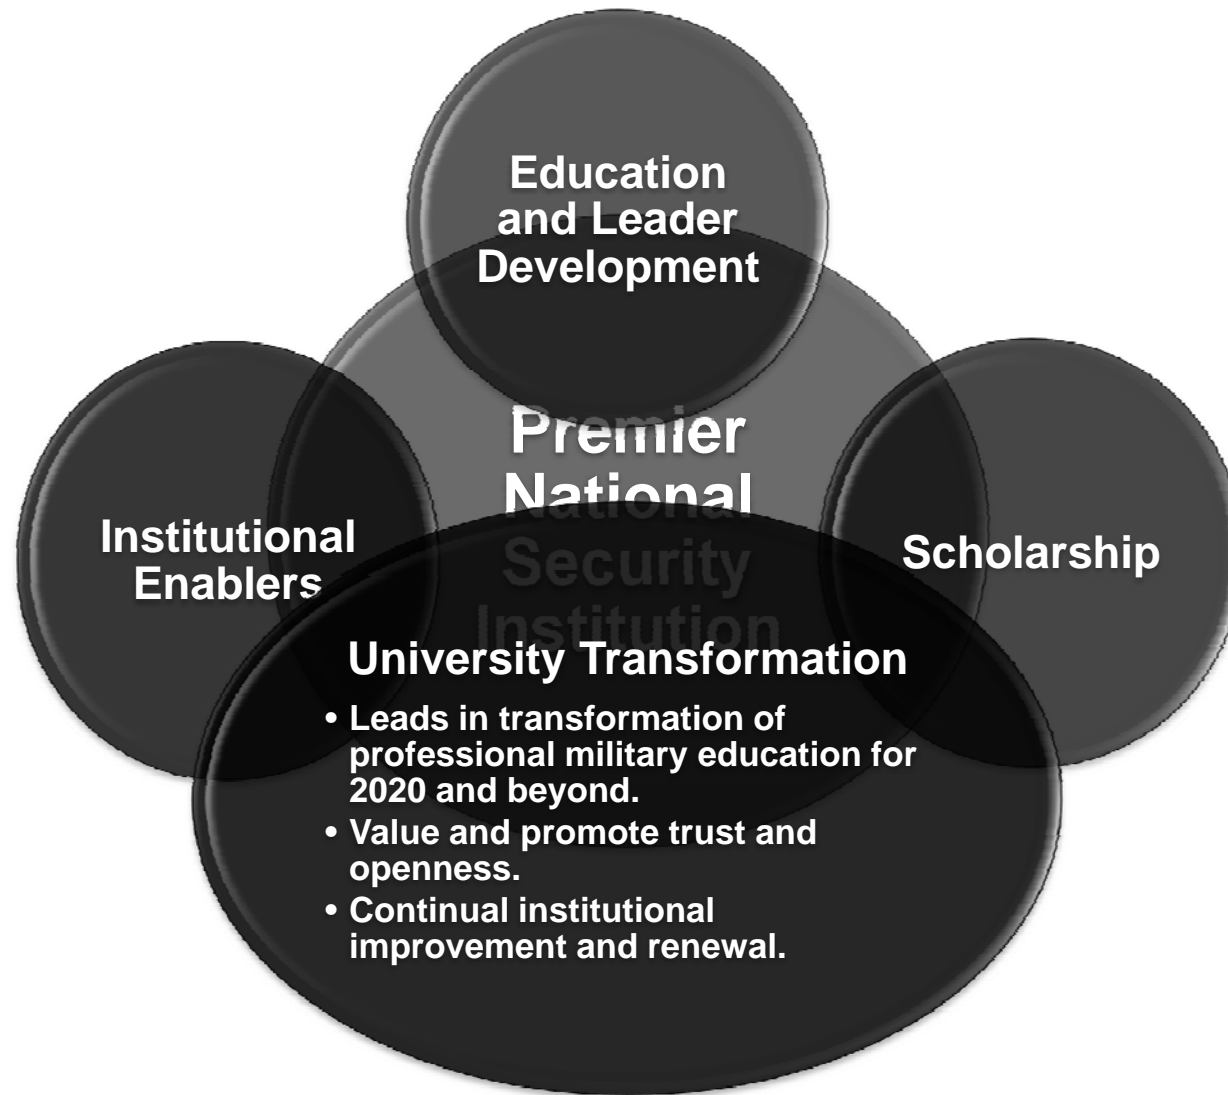 Education
and Leader
Development
Premier
National
Security
Institution
Institutional
Enablers
Scholarship
University Transformation
• Leads in transformation of
professional military education for
2020 and beyond.
• Value and promote trust and
openness.
• Continual institutional
improvement and renewal.